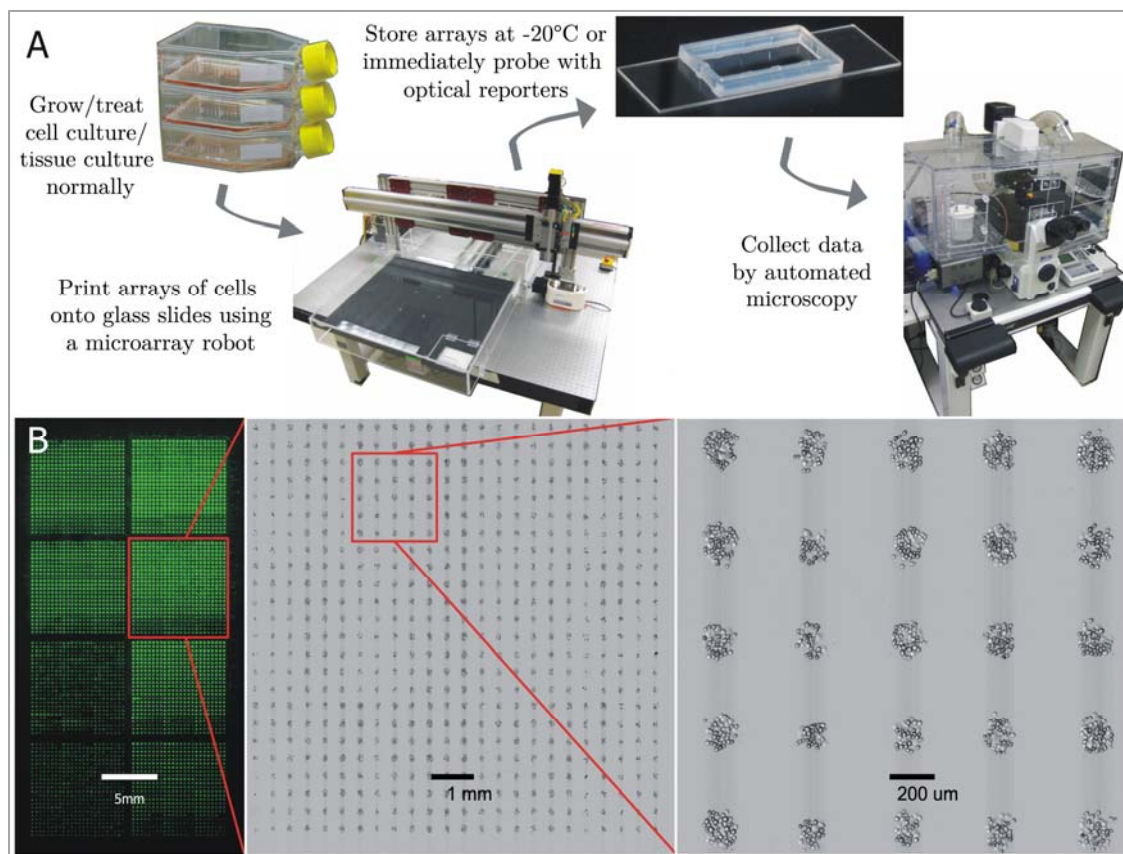 A
Grow/treat
cell culture/
tissue culture
normally
Store arrays at -20°C or
immediately probe with
optical reporters
Print arrays of cells
onto glass slides using
a microarray robot
Collect data
by automated
microscopy
B
5mm
1 mm
200 um